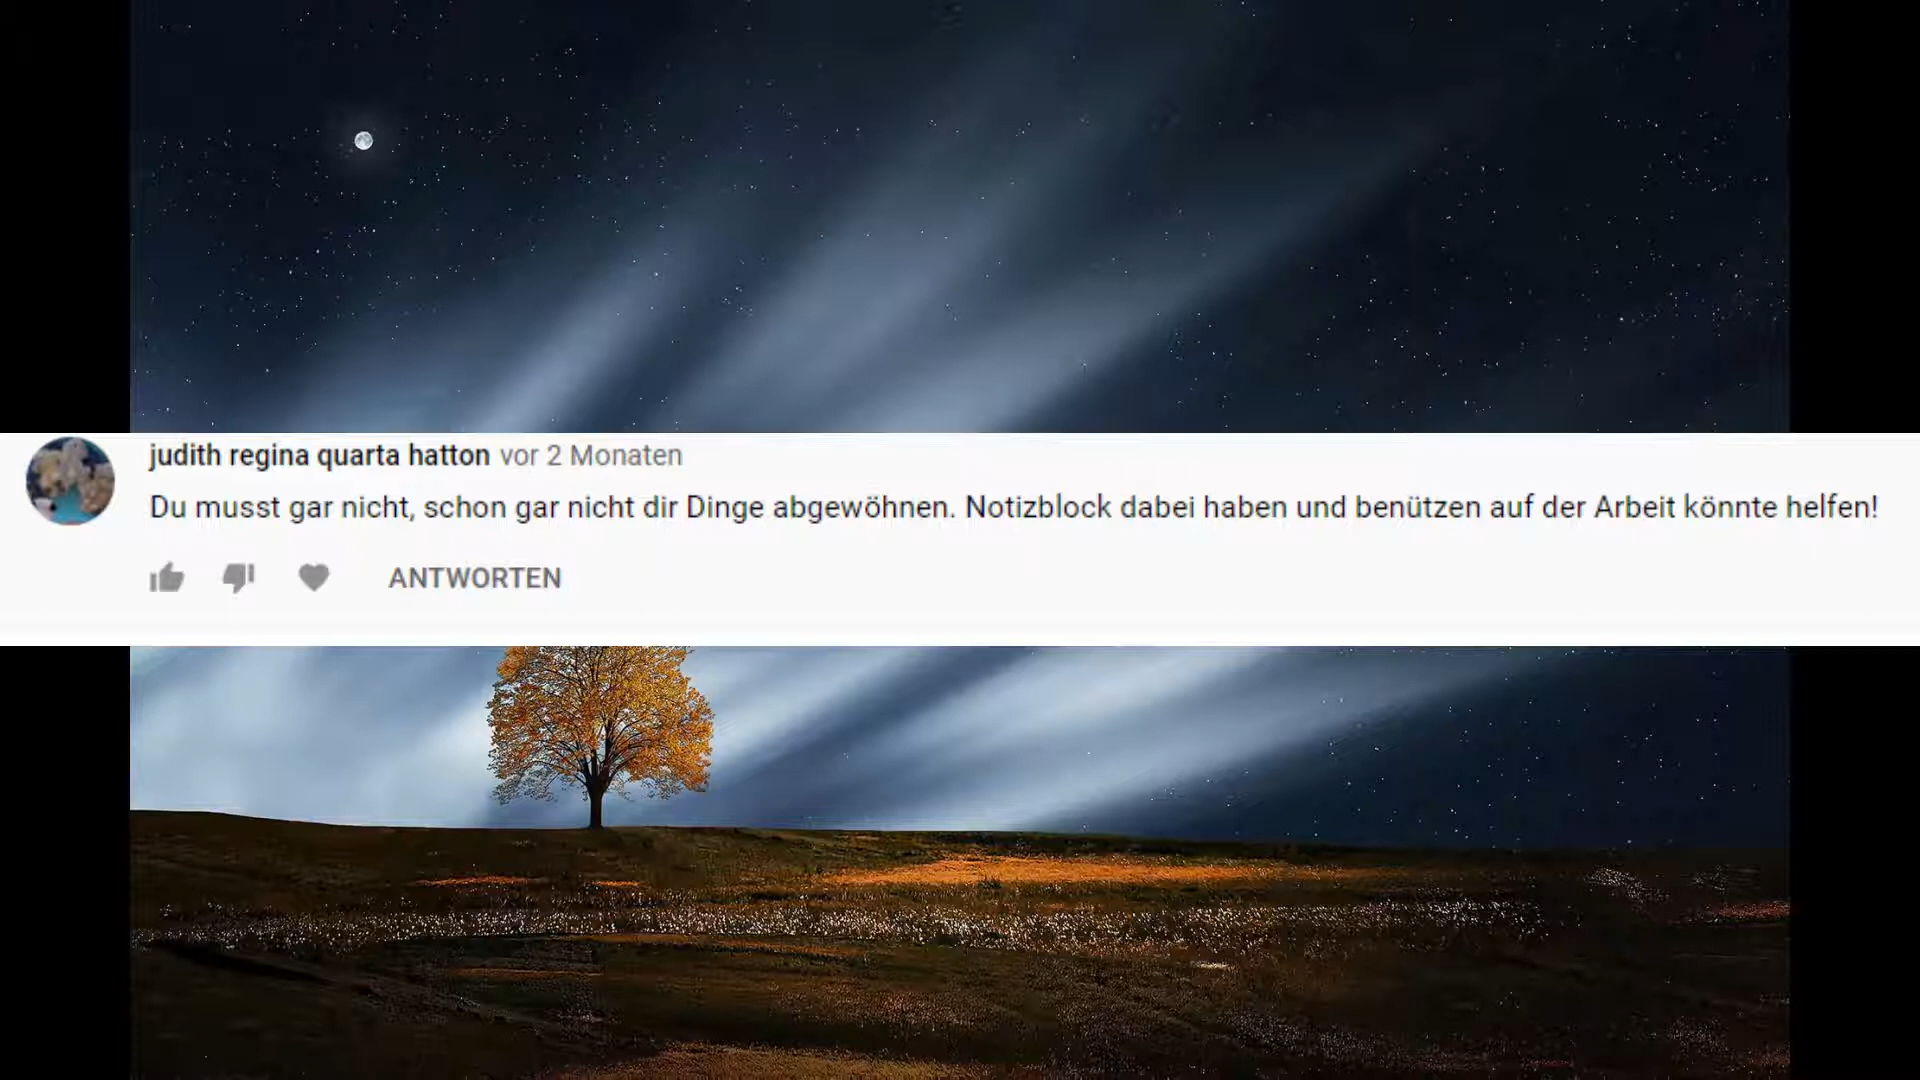 judith regina quarta hatton vor 2 Monaten
Du musst gar nicht, schon gar nicht dir Dinge abgewöhnen. Notizblock dabei haben und benützen auf der Arbeit könnte helfen!
ANTWORTEN